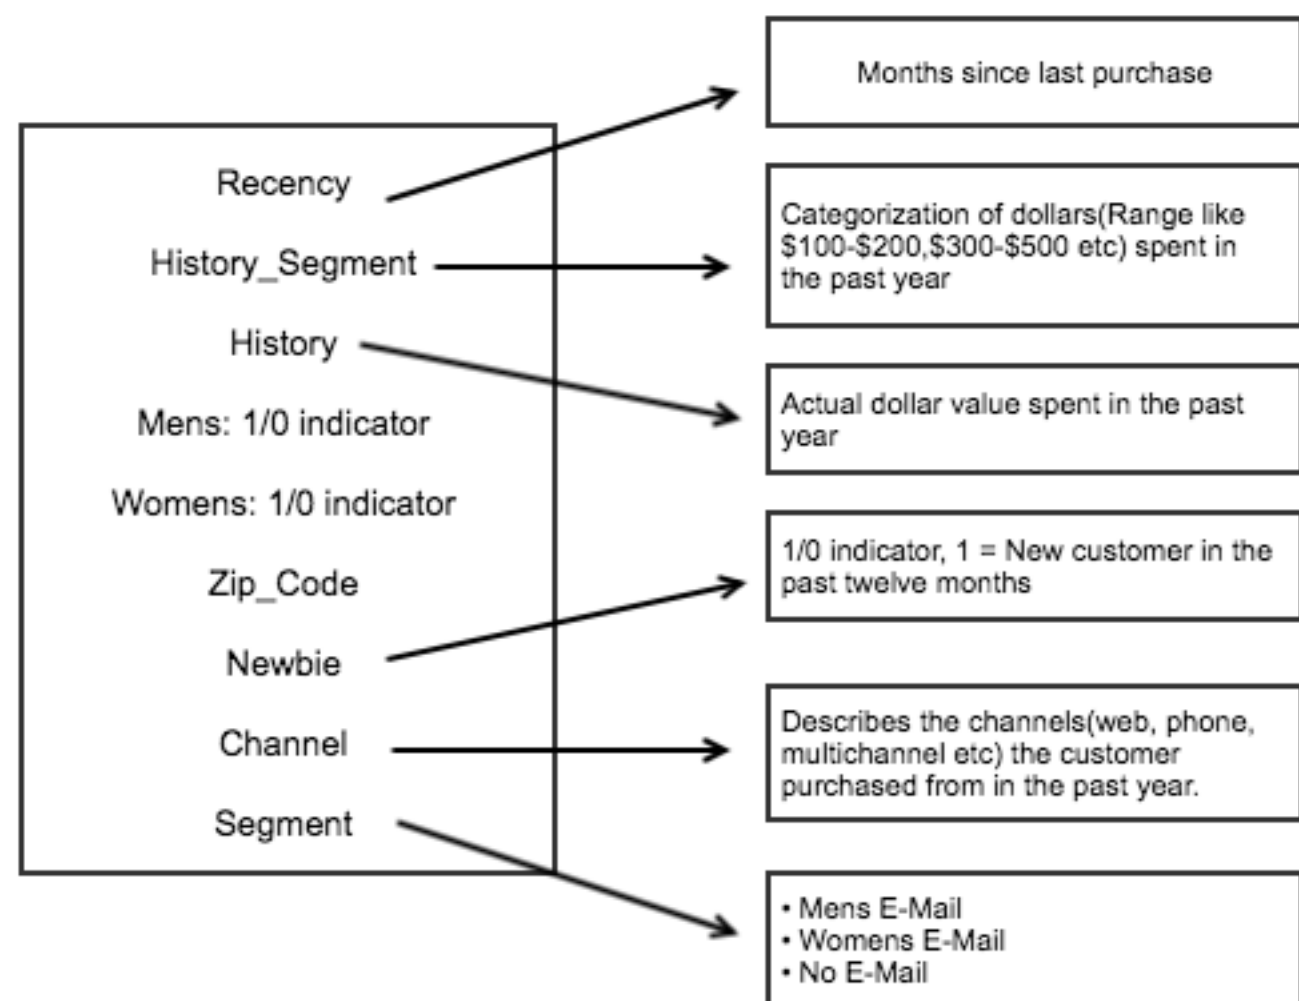 Recency
History_Segment
History
Mens: 1/0 indicator
Womens: 1/0 indicator
Zip_Code
Newbie
Channel
Segment
Months since last purchase
Categorization of dollars(Range like
$100-$200,$300-$500 etc) spent in
the past year
Actual dollar value spent in the past
year
1/0 indicator, 1 = New customer in the
past twelve months
Describes the channels(web, phone,
multichannel etc) the customer
purchased from in the past year.
• Mens E-Mail
• Womens E-Mail
• No E-Mail